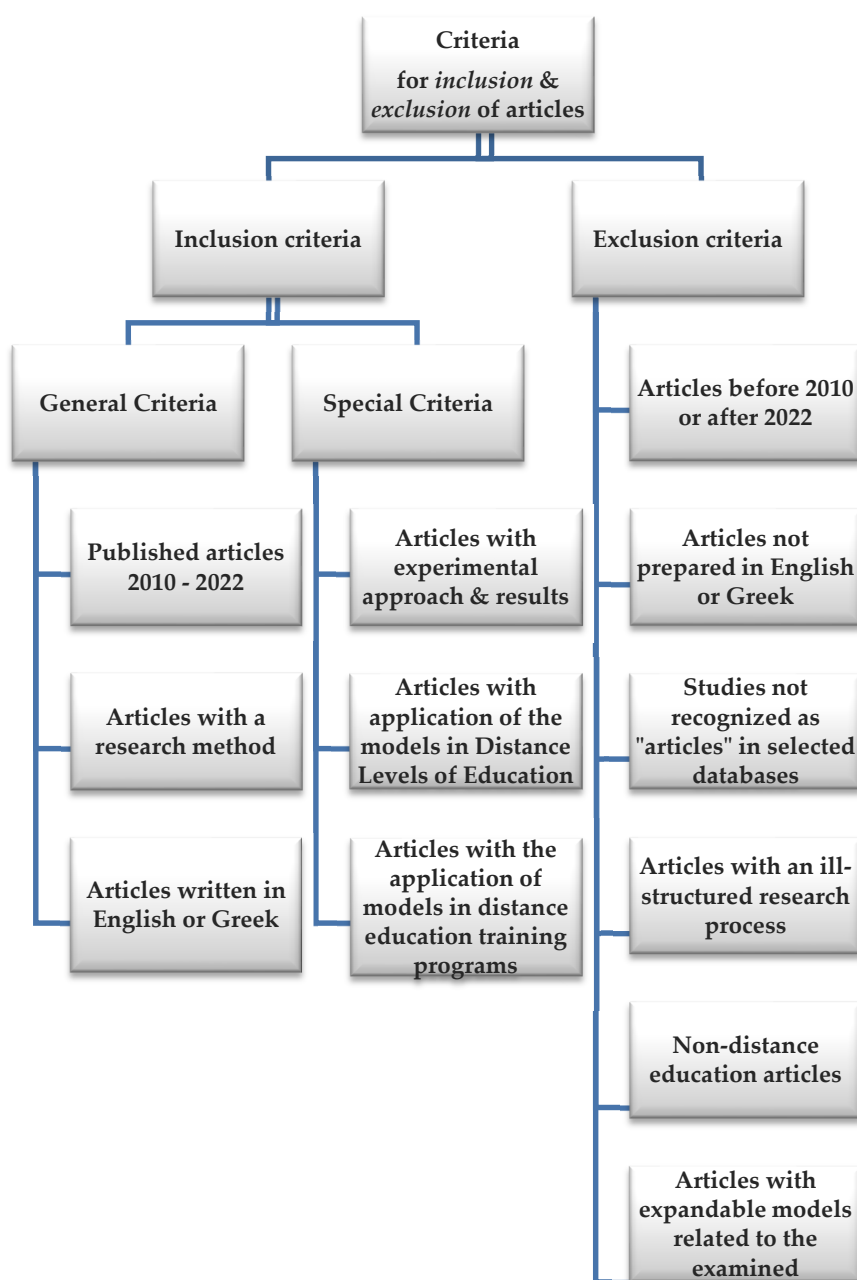 Criteria
for inclusion &
exclusion of articles
Inclusion criteria
Exclusion criteria
General Criteria
Special Criteria
Published articles
2010 - 2022
Articles with a
research method
Articles written in
English or Greek
Articles with
experimental
approach & results
Articles with
application of the
models in Distance
Levels of Education
Articles with the
application of
models in distance
education training
programs
Articles before 2010
or after 2022
Articles not
prepared in English
or Greek
Studies not
recognized as
"articles" in selected
databases
Articles with an ill-
structured research
process
Non-distance
education articles
Articles with
expandable models
related to the
examined